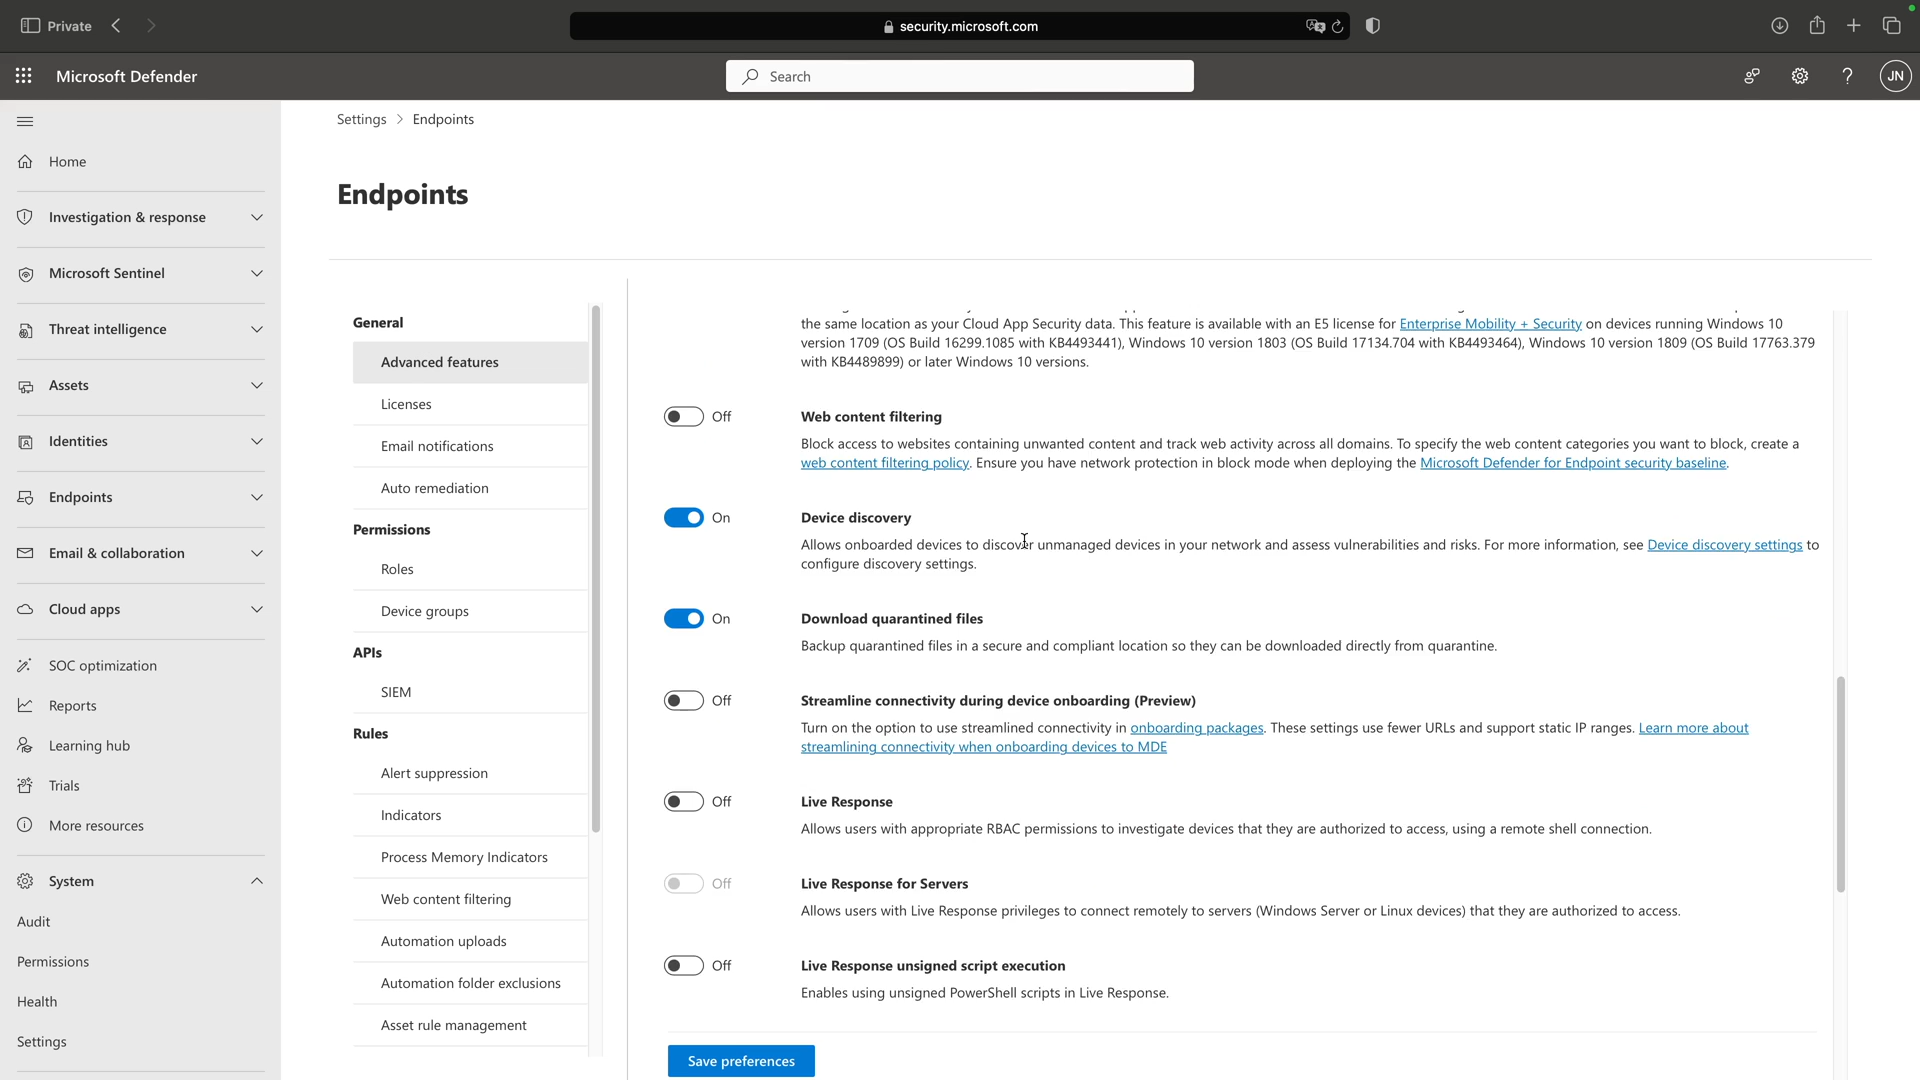 Private
security.microsoft.com
Microsoft Defender
Search
?
JN
Home
Investigation & response
Microsoft Sentinel
Threat intelligence
Assets
Identities
Endpoints
Email & collaboration
Cloud apps
SOC optimization
Reports
Learning hub
Trials
More resources
System
Audit
Permissions
Health
Settings
Settings > Endpoints
Endpoints
General
Advanced features
Licenses
Email notifications
Auto remediation
Permissions
Roles
Device groups
APIs
SIEM
Rules
Alert suppression
Indicators
Process Memory Indicators
Web content filtering
Automation uploads
Automation folder exclusions
Asset rule management
the same location as your Cloud App Security data. This feature is available with an E5 license for Enterprise Mobility + Security on devices running Windows 10
version 1709 (OS Build 16299.1085 with KB4493441), Windows 10 version 1803 (OS Build 17134.704 with KB4493464), Windows 10 version 1809 (OS Build 17763.379
with KB4489899) or later Windows 10 versions.
Off Web content filtering
Block access to websites containing unwanted content and track web activity across all domains. To specify the web content categories you want to block, create a
web content filtering policy. Ensure you have network protection in block mode when deploying the Microsoft Defender for Endpoint security baseline.
On Device discovery
Allows onboarded devices to discover unmanaged devices in your network and assess vulnerabilities and risks. For more information, see Device discovery settings to
configure discovery settings.
On Download quarantined files
Backup quarantined files in a secure and compliant location so they can be downloaded directly from quarantine.
Off Streamline connectivity during device onboarding (Preview)
Turn on the option to use streamlined connectivity in onboarding packages. These settings use fewer URLs and support static IP ranges. Learn more about
streamlining connectivity when onboarding devices to MDE
Off Live Response
Allows users with appropriate RBAC permissions to investigate devices that they are authorized to access, using a remote shell connection.
Off Live Response for Servers
Allows users with Live Response privileges to connect remotely to servers (Windows Server or Linux devices) that they are authorized to access.
Off Live Response unsigned script execution
Enables using unsigned PowerShell scripts in Live Response.
Save preferences